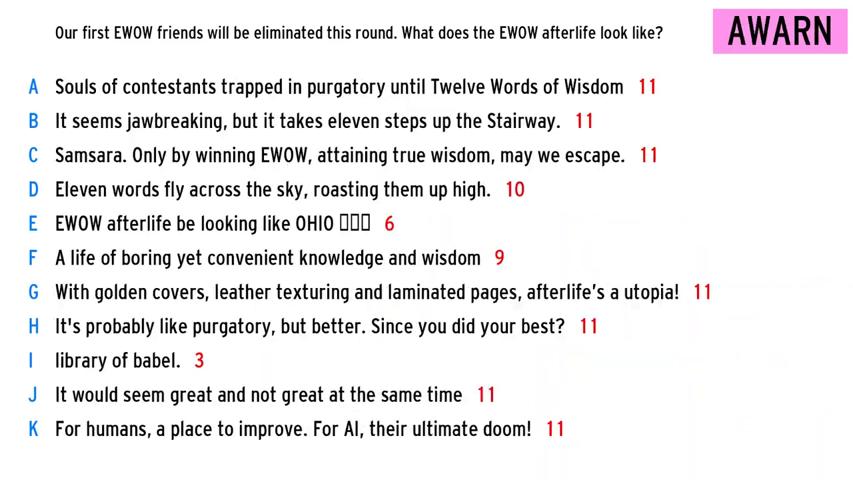 Our first EWOW friends will be eliminated this round. What does the EWOW afterlife look like?
AWARN
A Souls of contestants trapped in purgatory until Twelve Words of Wisdom 11
B It seems jawbreaking, but it takes eleven steps up the Stairway. 11
C Samsara. Only by winning EWOW, attaining true wisdom, may we escape. 11
D Eleven words fly across the sky, roasting them up high. 10
E EWOW afterlife be looking like OHIO ▯▯▯ 6
F A life of boring yet convenient knowledge and wisdom 9
G With golden covers, leather texturing and laminated pages, afterlife's a utopia! 11
H It's probably like purgatory, but better. Since you did your best? 11
I library of babel. 3
J It would seem great and not great at the same time 11
K For humans, a place to improve. For AI, their ultimate doom! 11